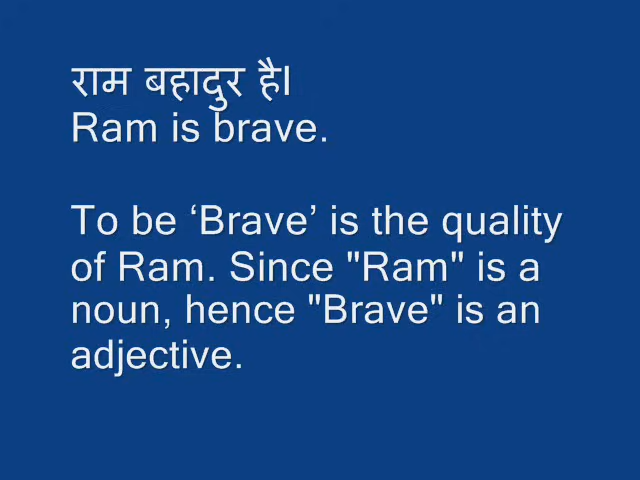 राम बहादुर है।
Ram is brave.
To be ‘Brave’ is the quality
of Ram. Since "Ram" is a
noun, hence "Brave" is an
adjective.